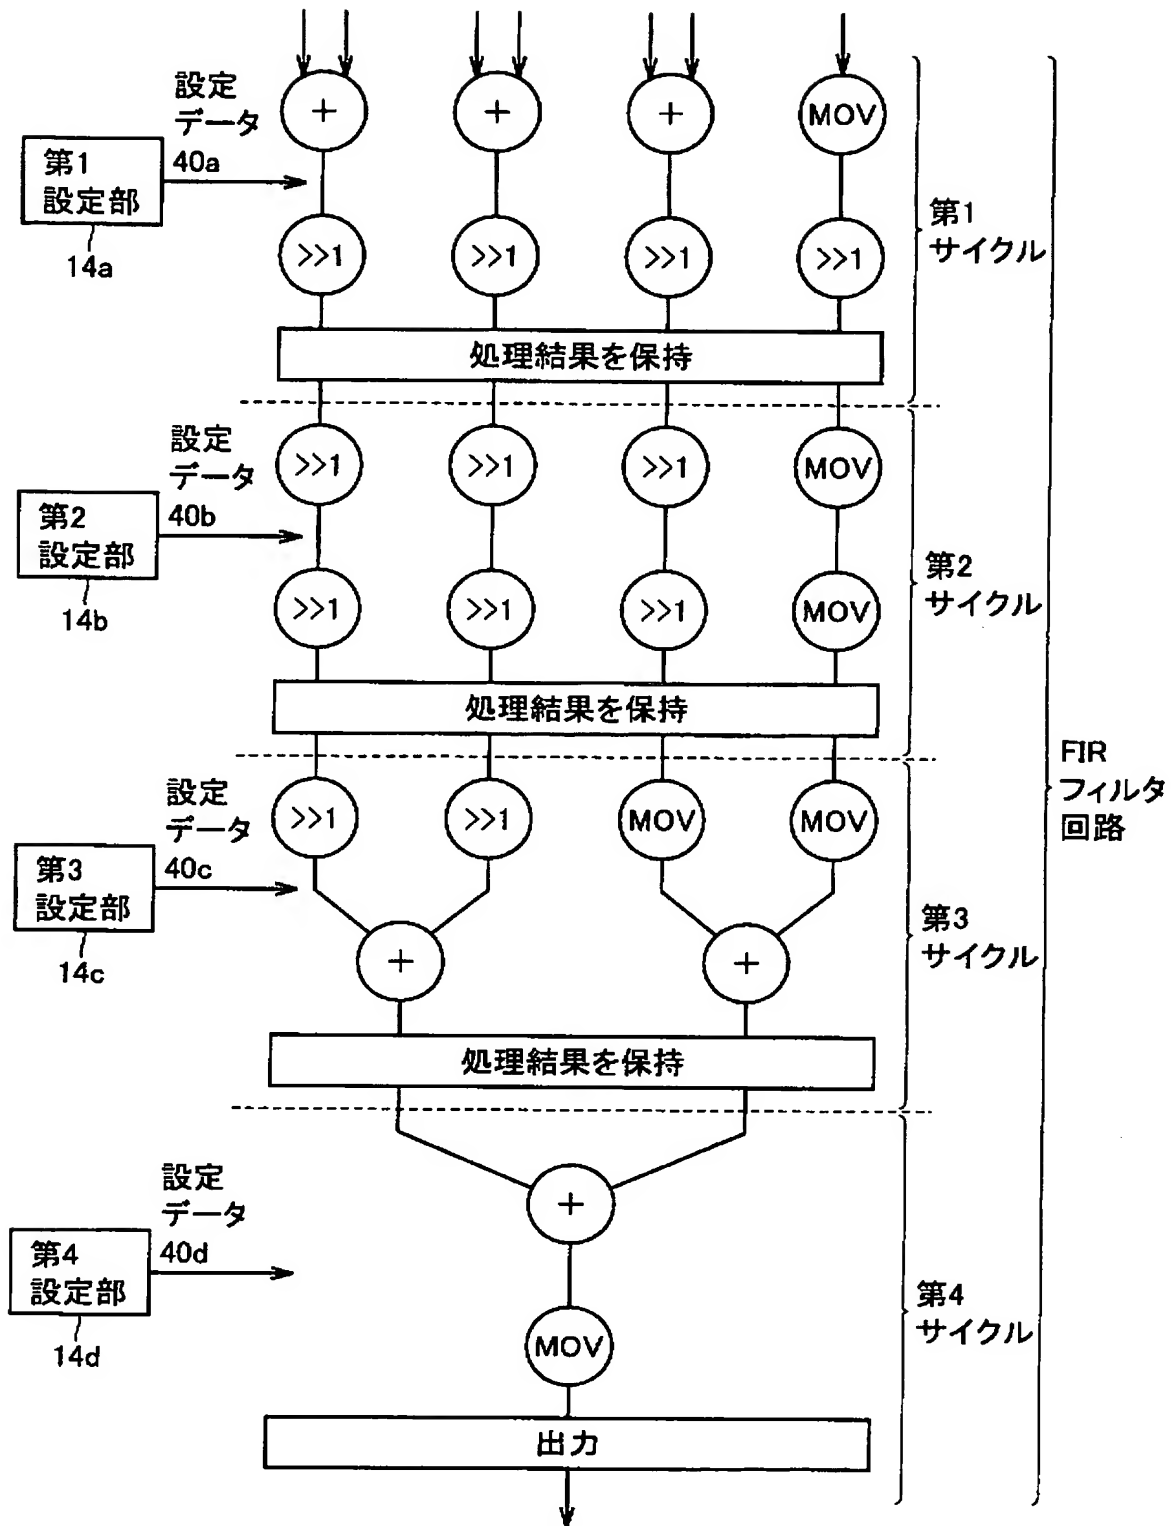 + + + MOV
設定
データ
40a
第1
設定部
14a
>>1 >>1 >>1 >>1
第1
サイクル
処理結果を保持
設定
データ
40b
第2
設定部
14b
>>1 >>1 >>1 MOV
>>1 >>1 >>1 MOV
第2
サイクル
処理結果を保持
設定
データ
40c
第3
設定部
14c
>>1 >>1 MOV MOV
+ +
第3
サイクル
処理結果を保持
FIR
フィルタ
回路
設定
データ
40d
第4
設定部
14d
+
MOV
第4
サイクル
出力